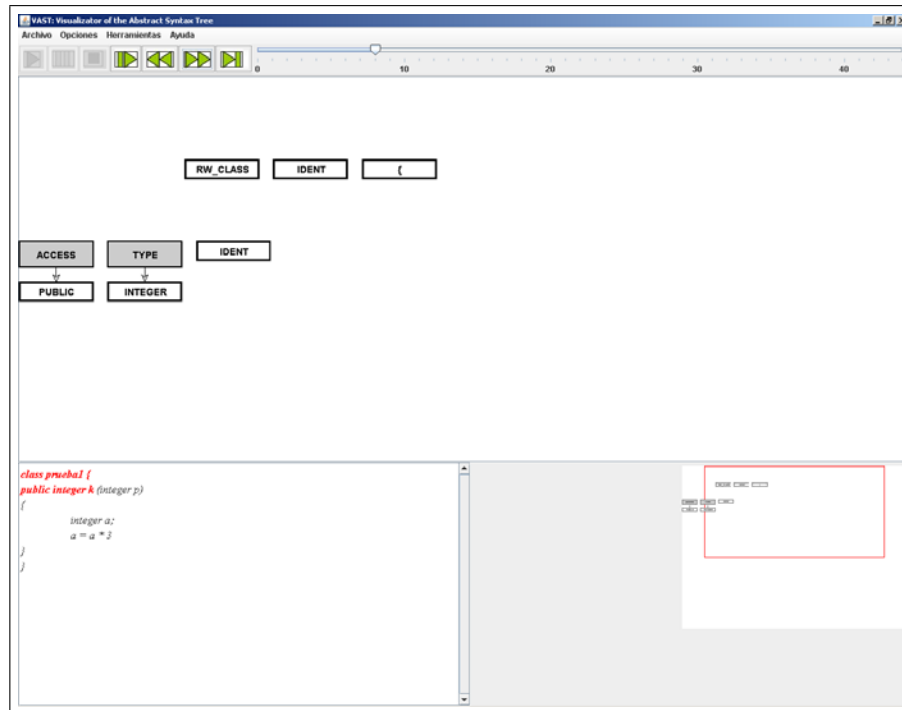 VAST: Visualizator of the Abstract Syntax Tree
Archivo Opciones Herramientas Ayuda
0 10 20 30 40
RW_CLASS IDENT {
ACCESS TYPE IDENT
PUBLIC INTEGER
class prueba1 {
public integer k (integer p)
{
integer a;
a = a * 3
}
}